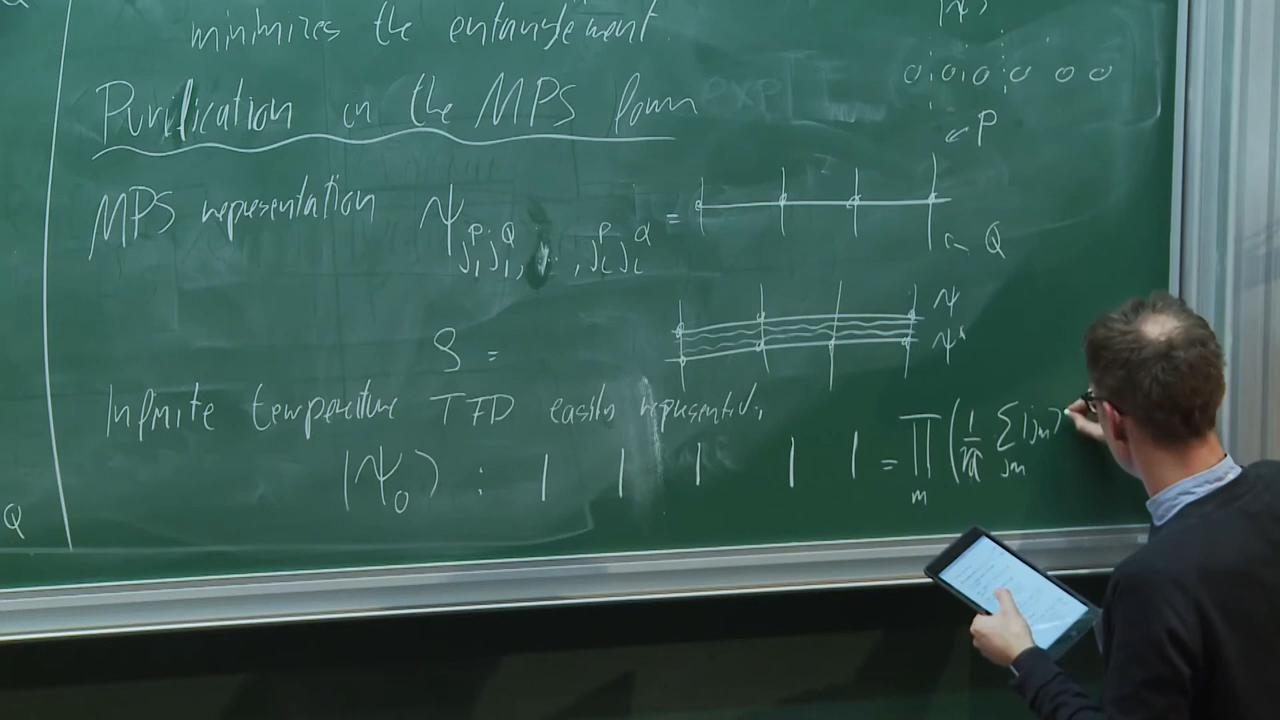 minimizes the entanglement
|ψ⟩
Purification in the MPS form
o o o o o o
P
MPS representation ψ_{j_1^P j_1^Q, ..., j_L^P j_L^Q} =
Q
ρ =
ψ
ψ*
Infinite temperature TFD easily represented,
|ψ_0⟩ : | | | | | = ∏_m ( 1/√d ∑_{j_m} |j_m⟩
Q